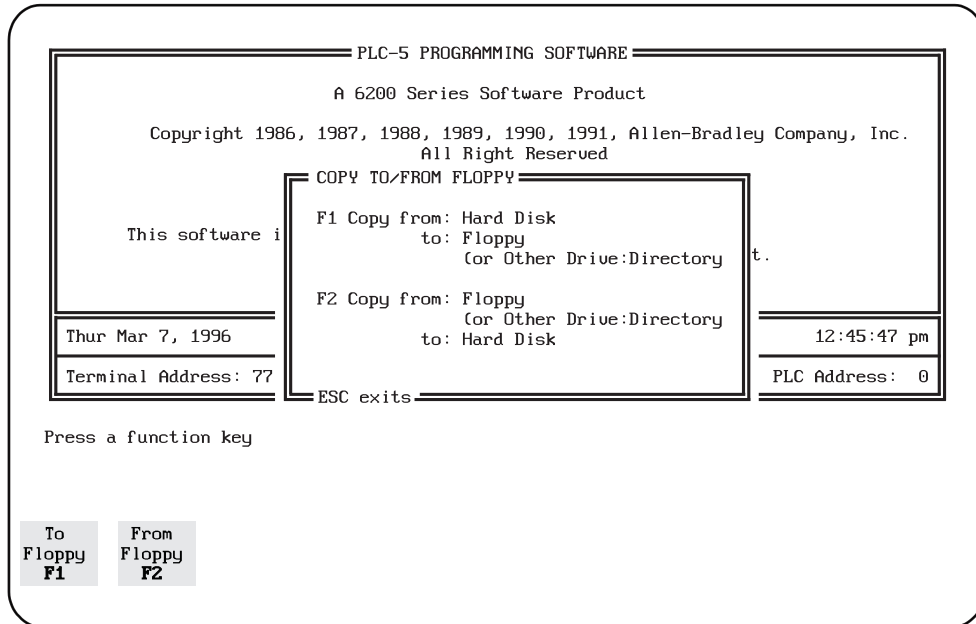 PLC-5 PROGRAMMING SOFTWARE
A 6200 Series Software Product
Copyright 1986, 1987, 1988, 1989, 1990, 1991, Allen-Bradley Company, Inc.
All Right Reserved
COPY TO/FROM FLOPPY
F1 Copy from: Hard Disk
This software i
to: Floppy
(or Other Drive:Directory
t.
F2 Copy from: Floppy
(or Other Drive:Directory
Thur Mar 7, 1996
to: Hard Disk
12:45:47 pm
Terminal Address: 77
PLC Address: 0
ESC exits
Press a function key
To Floppy F1
From Floppy F2